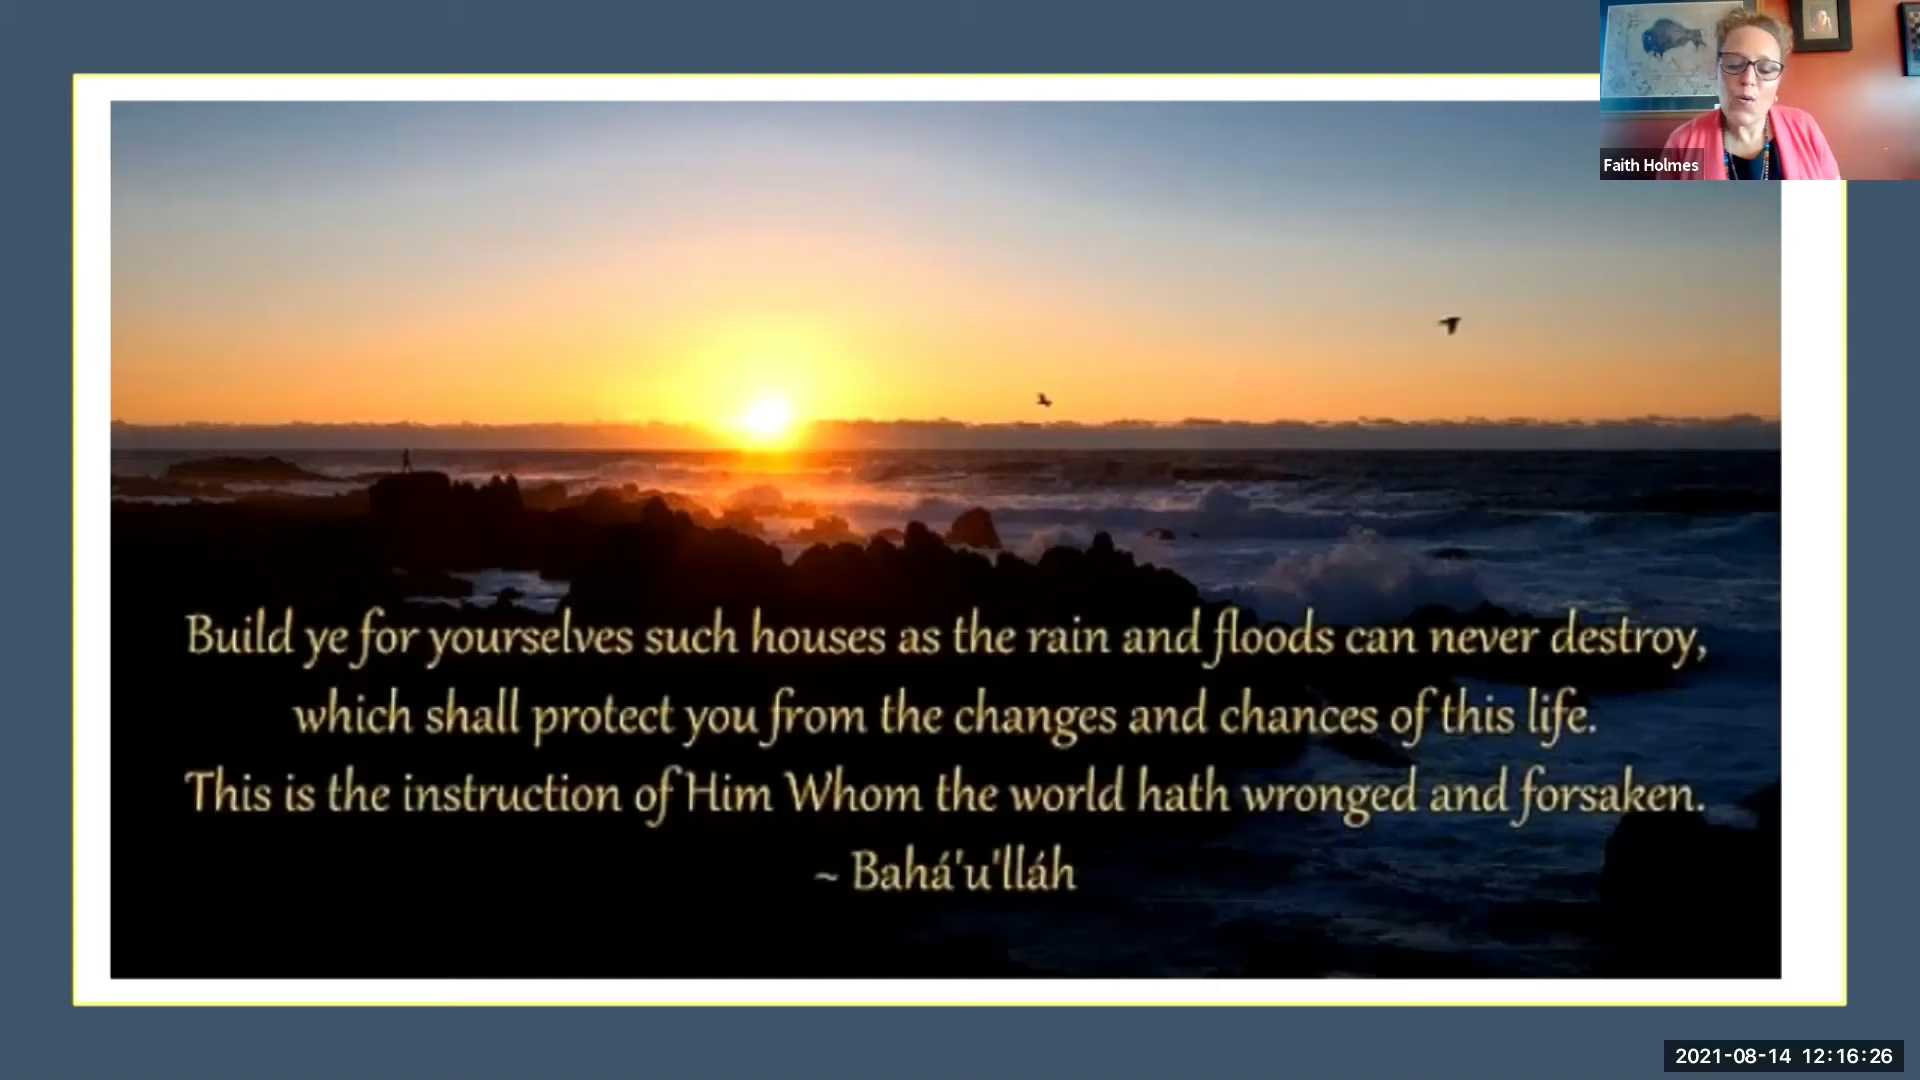 Faith Holmes
Build ye for yourselves such houses as the rain and floods can never destroy,
which shall protect you from the changes and chances of this life.
This is the instruction of Him Whom the world hath wronged and forsaken.
~ Bahá'u'lláh
2021-08-14 12:16:26